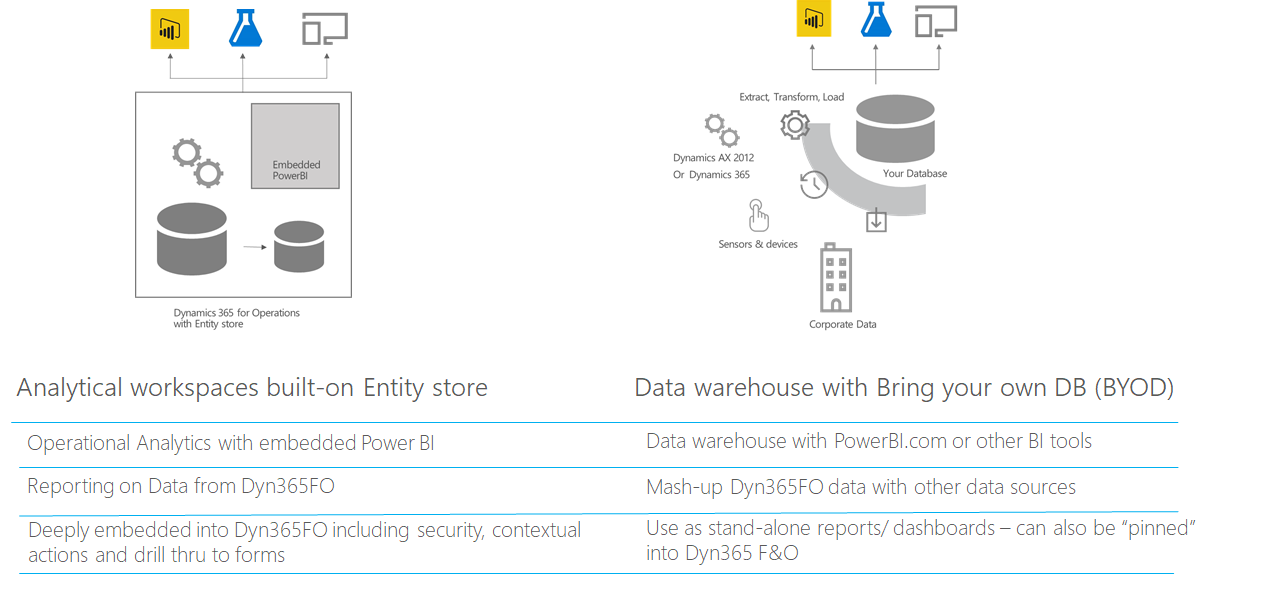 Embedded
PowerBI
Dynamics 365 for Operations
with Entity store
Extract, Transform, Load
Dynamics AX 2012
Or Dynamics 365
Your Database
Sensors & devices
Corporate Data
Analytical workspaces built-on Entity store
Data warehouse with Bring your own DB (BYOD)
Operational Analytics with embedded Power BI
Data warehouse with PowerBI.com or other BI tools
Reporting on Data from Dyn365FO
Mash-up Dyn365FO data with other data sources
Deeply embedded into Dyn365FO including security, contextual
actions and drill thru to forms
Use as stand-alone reports/ dashboards – can also be “pinned”
into Dyn365 F&O